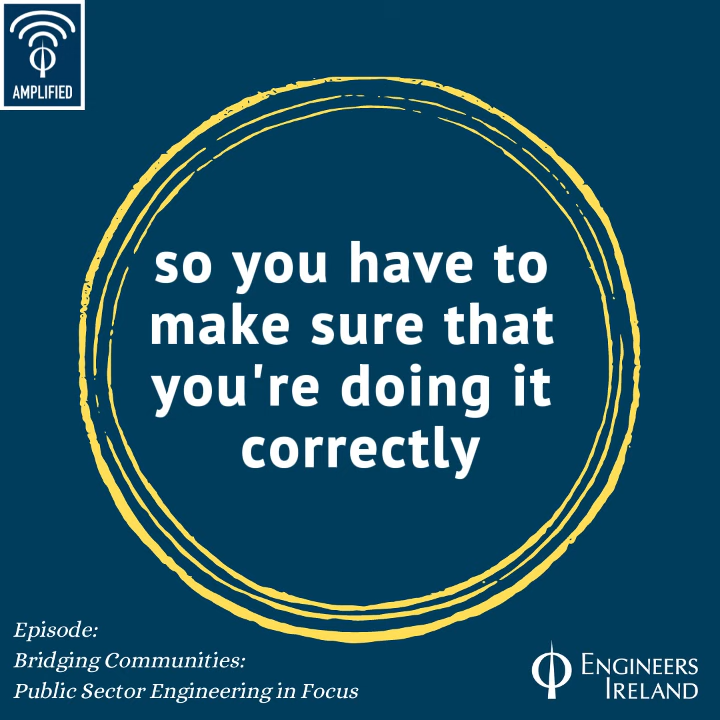 AMPLIFIED
so you have to
make sure that
you're doing it
correctly
Episode:
Bridging Communities:
Public Sector Engineering in Focus
ENGINEERS
IRELAND